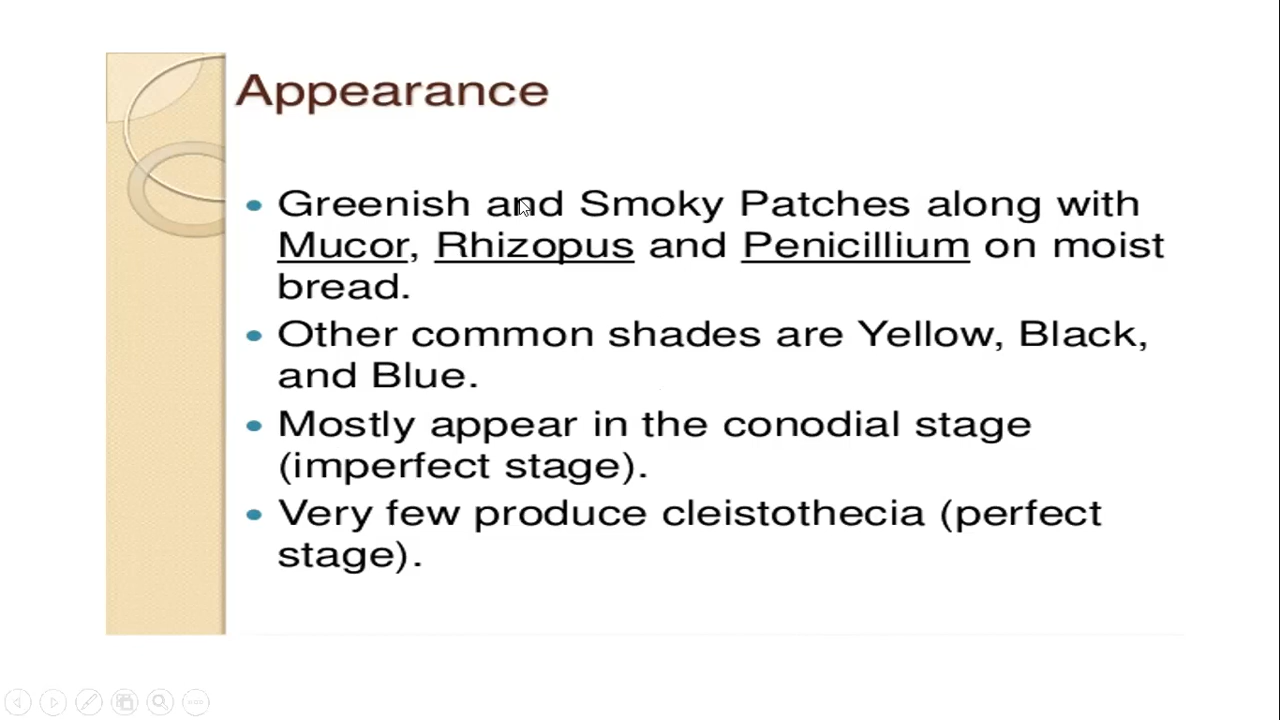 Appearance
Greenish and Smoky Patches along with
Mucor, Rhizopus and Penicillium on moist
bread.
Other common shades are Yellow, Black,
and Blue.
Mostly appear in the conodial stage
(imperfect stage).
Very few produce cleistothecia (perfect
stage).